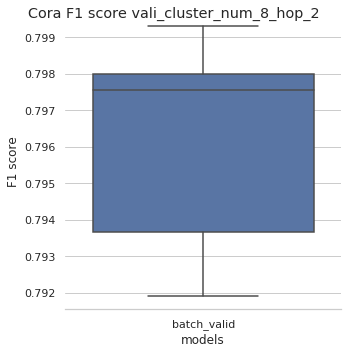 Cora F1 score vali_cluster_num_8_hop_2
0.799
0.798
0.797
0.796
0.795
0.794
0.793
0.792
F1 score
batch_valid
models